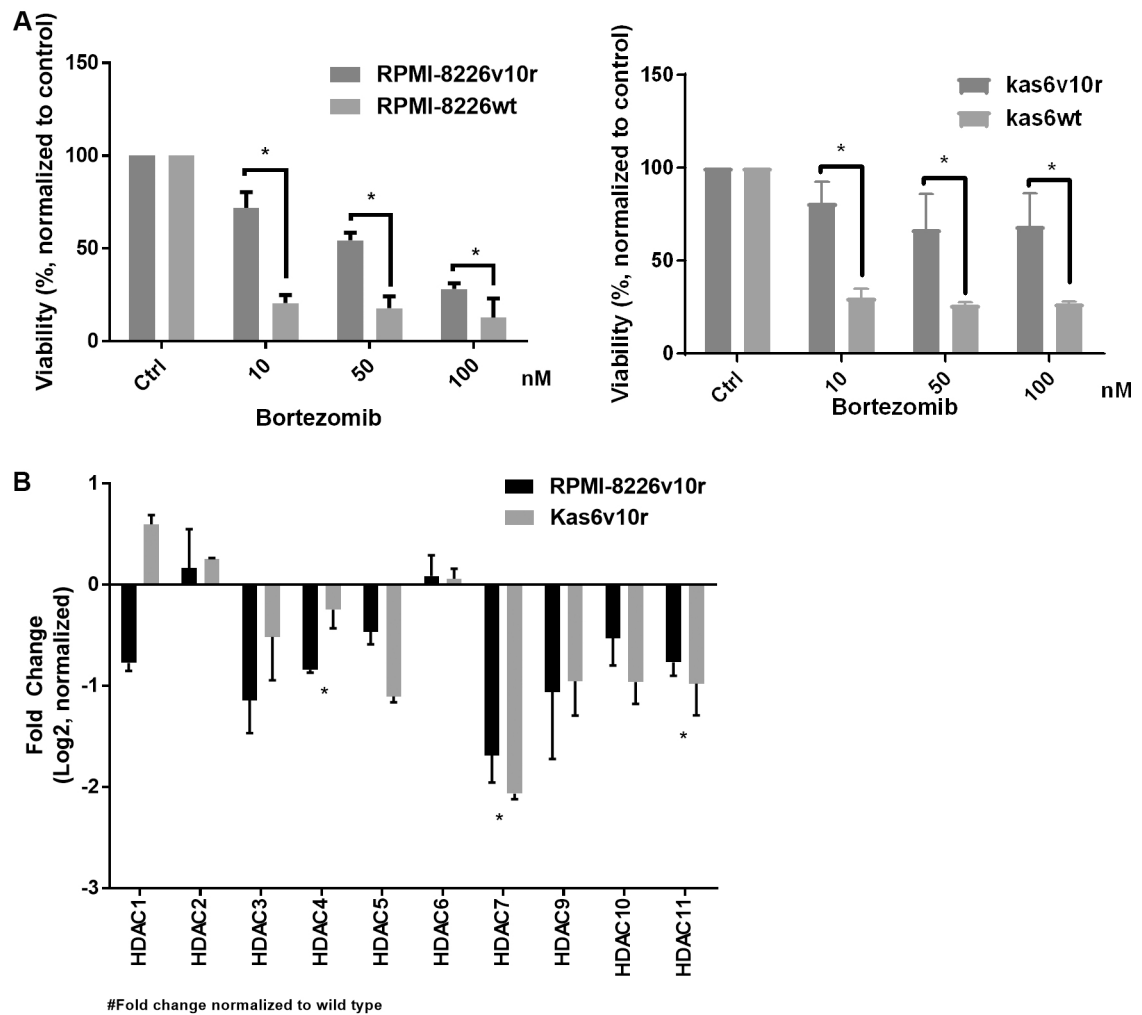 A
Viability (%, normalized to control)
150
100
50
0
RPMI-8226v10r
RPMI-8226wt
*
*
*
Ctrl
10
50
100
nM
Bortezomib
Viability (%, normalized to control)
150
100
50
0
kas6v10r
kas6wt
*
*
*
Ctrl
10
50
100
nM
Bortezomib
B
Fold Change
(Log2, normalized)
1
0
-1
-2
-3
RPMI-8226v10r
Kas6v10r
*
*
*
HDAC1
HDAC2
HDAC3
HDAC4
HDAC5
HDAC6
HDAC7
HDAC9
HDAC10
HDAC11
#Fold change normalized to wild type